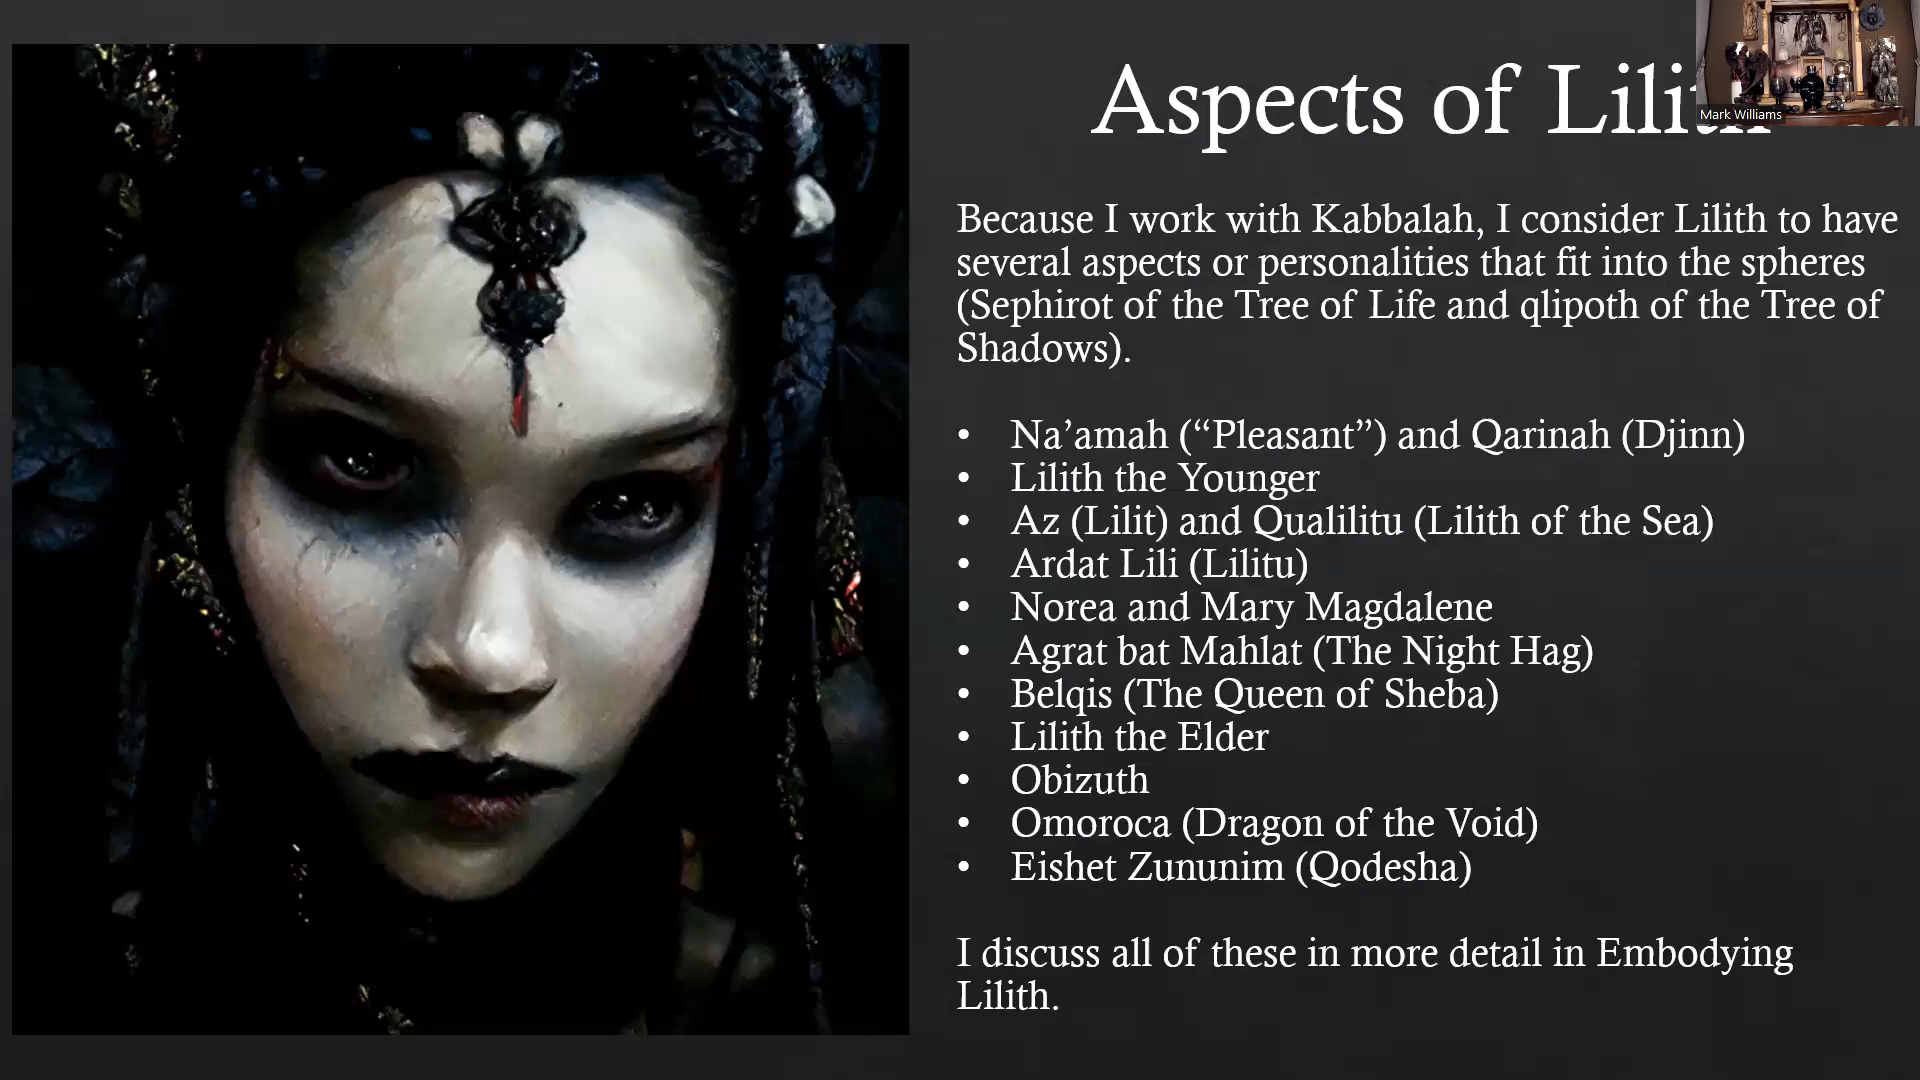 Aspects of Lilith
Mark Williams
Because I work with Kabbalah, I consider Lilith to have
several aspects or personalities that fit into the spheres
(Sephirot of the Tree of Life and qlipoth of the Tree of
Shadows).
• Na’amah (“Pleasant”) and Qarinah (Djinn)
• Lilith the Younger
• Az (Lilit) and Qualilitu (Lilith of the Sea)
• Ardat Lili (Lilitu)
• Norea and Mary Magdalene
• Agrat bat Mahlat (The Night Hag)
• Belqis (The Queen of Sheba)
• Lilith the Elder
• Obizuth
• Omoroca (Dragon of the Void)
• Eishet Zununim (Qodesha)
I discuss all of these in more detail in Embodying
Lilith.